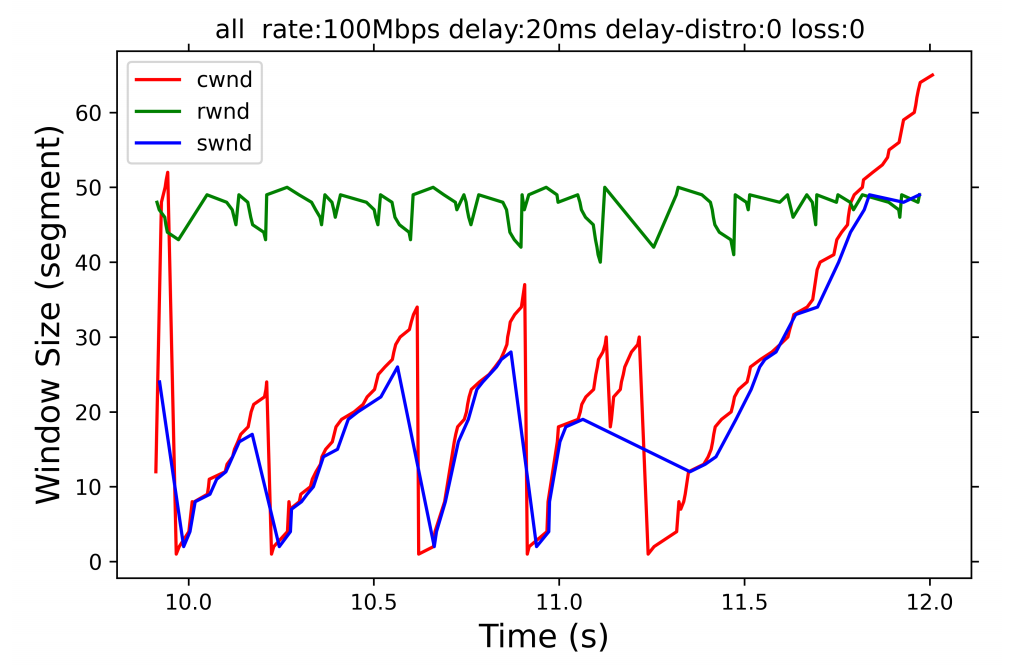 all  rate:100Mbps delay:20ms delay-distro:0 loss:0
cwnd
rwnd
swnd
Window Size (segment)
60
50
40
30
20
10
0
10.0 10.5 11.0 11.5 12.0
Time (s)